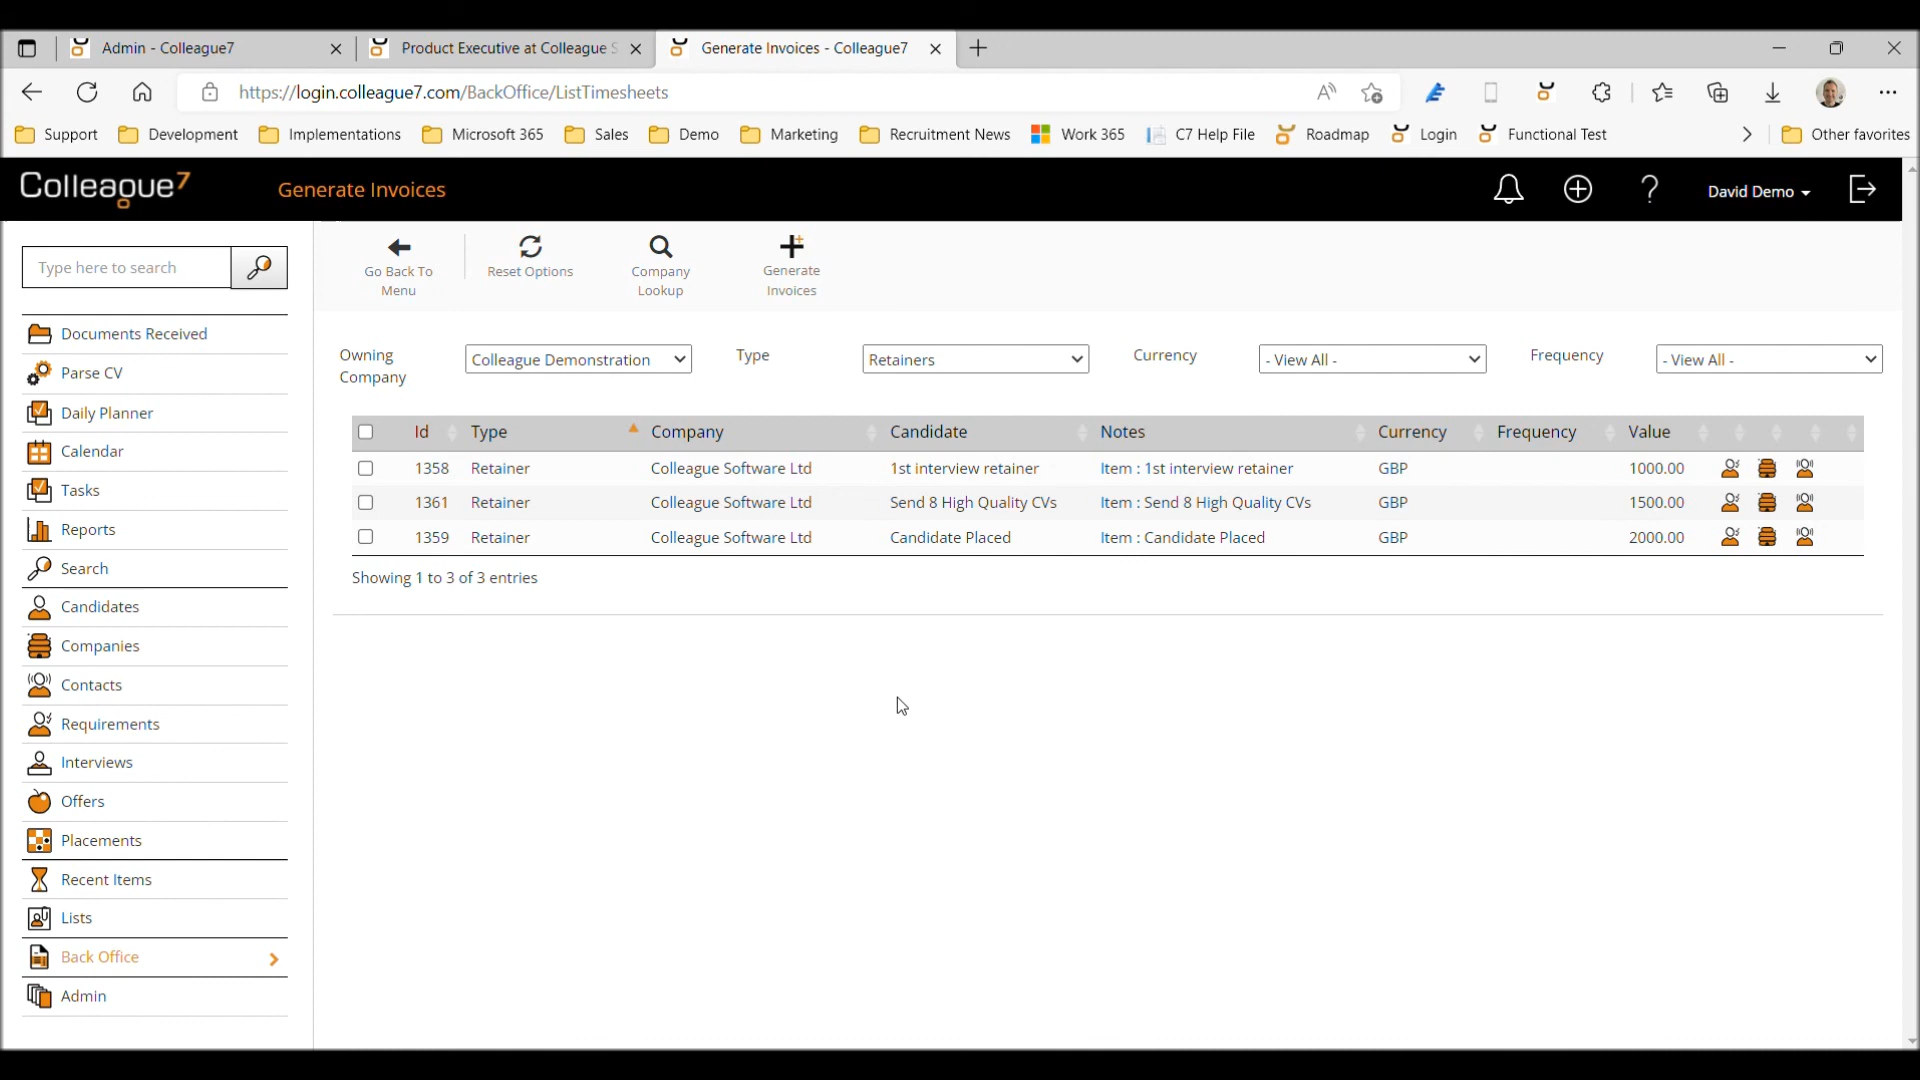 Admin - Colleague7
Product Executive at Colleague S
Generate Invoices - Colleague7
https://login.colleague7.com/BackOffice/ListTimesheets
Support
Development
Implementations
Microsoft 365
Sales
Demo
Marketing
Recruitment News
Work 365
C7 Help File
Roadmap
Login
Functional Test
Other favorites
Colleague7
Generate Invoices
David Demo
Type here to search
Go Back To
Menu
Reset Options
Company
Lookup
Generate
Invoices
Owning
Company
Colleague Demonstration
Type
Retainers
Currency
- View All -
Frequency
- View All -
Id Type Company Candidate Notes Currency Frequency Value
1358 Retainer Colleague Software Ltd 1st interview retainer Item : 1st interview retainer GBP 1000.00
1361 Retainer Colleague Software Ltd Send 8 High Quality CVs Item : Send 8 High Quality CVs GBP 1500.00
1359 Retainer Colleague Software Ltd Candidate Placed Item : Candidate Placed GBP 2000.00
Showing 1 to 3 of 3 entries
Documents Received
Parse CV
Daily Planner
Calendar
Tasks
Reports
Search
Candidates
Companies
Contacts
Requirements
Interviews
Offers
Placements
Recent Items
Lists
Back Office
Admin